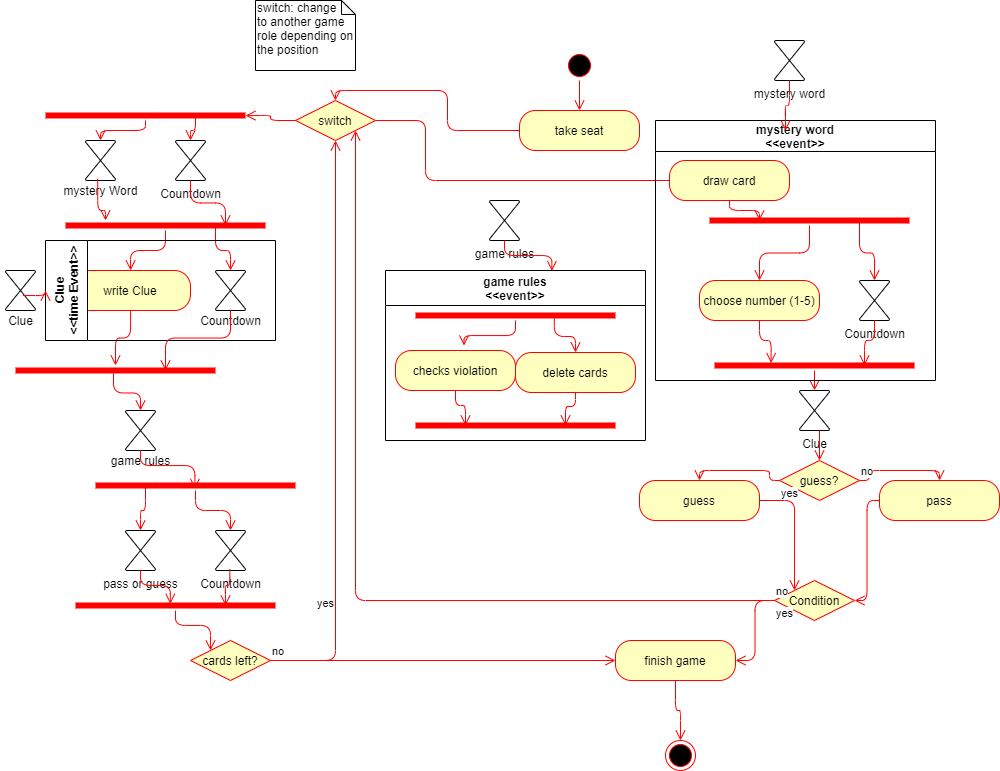 switch: change
to another game
role depending on
the position
mystery word
switch
take seat
mystery word
<<event>>
draw card
mystery Word
Countdown
game rules
Clue
<<time Event>>
write Clue
Clue
Countdown
game rules
<<event>>
choose number (1-5)
Countdown
checks violation
delete cards
Clue
game rules
guess?
no
yes
guess
pass
pass or guess
Countdown
no
Condition
yes
yes
cards left?
no
finish game